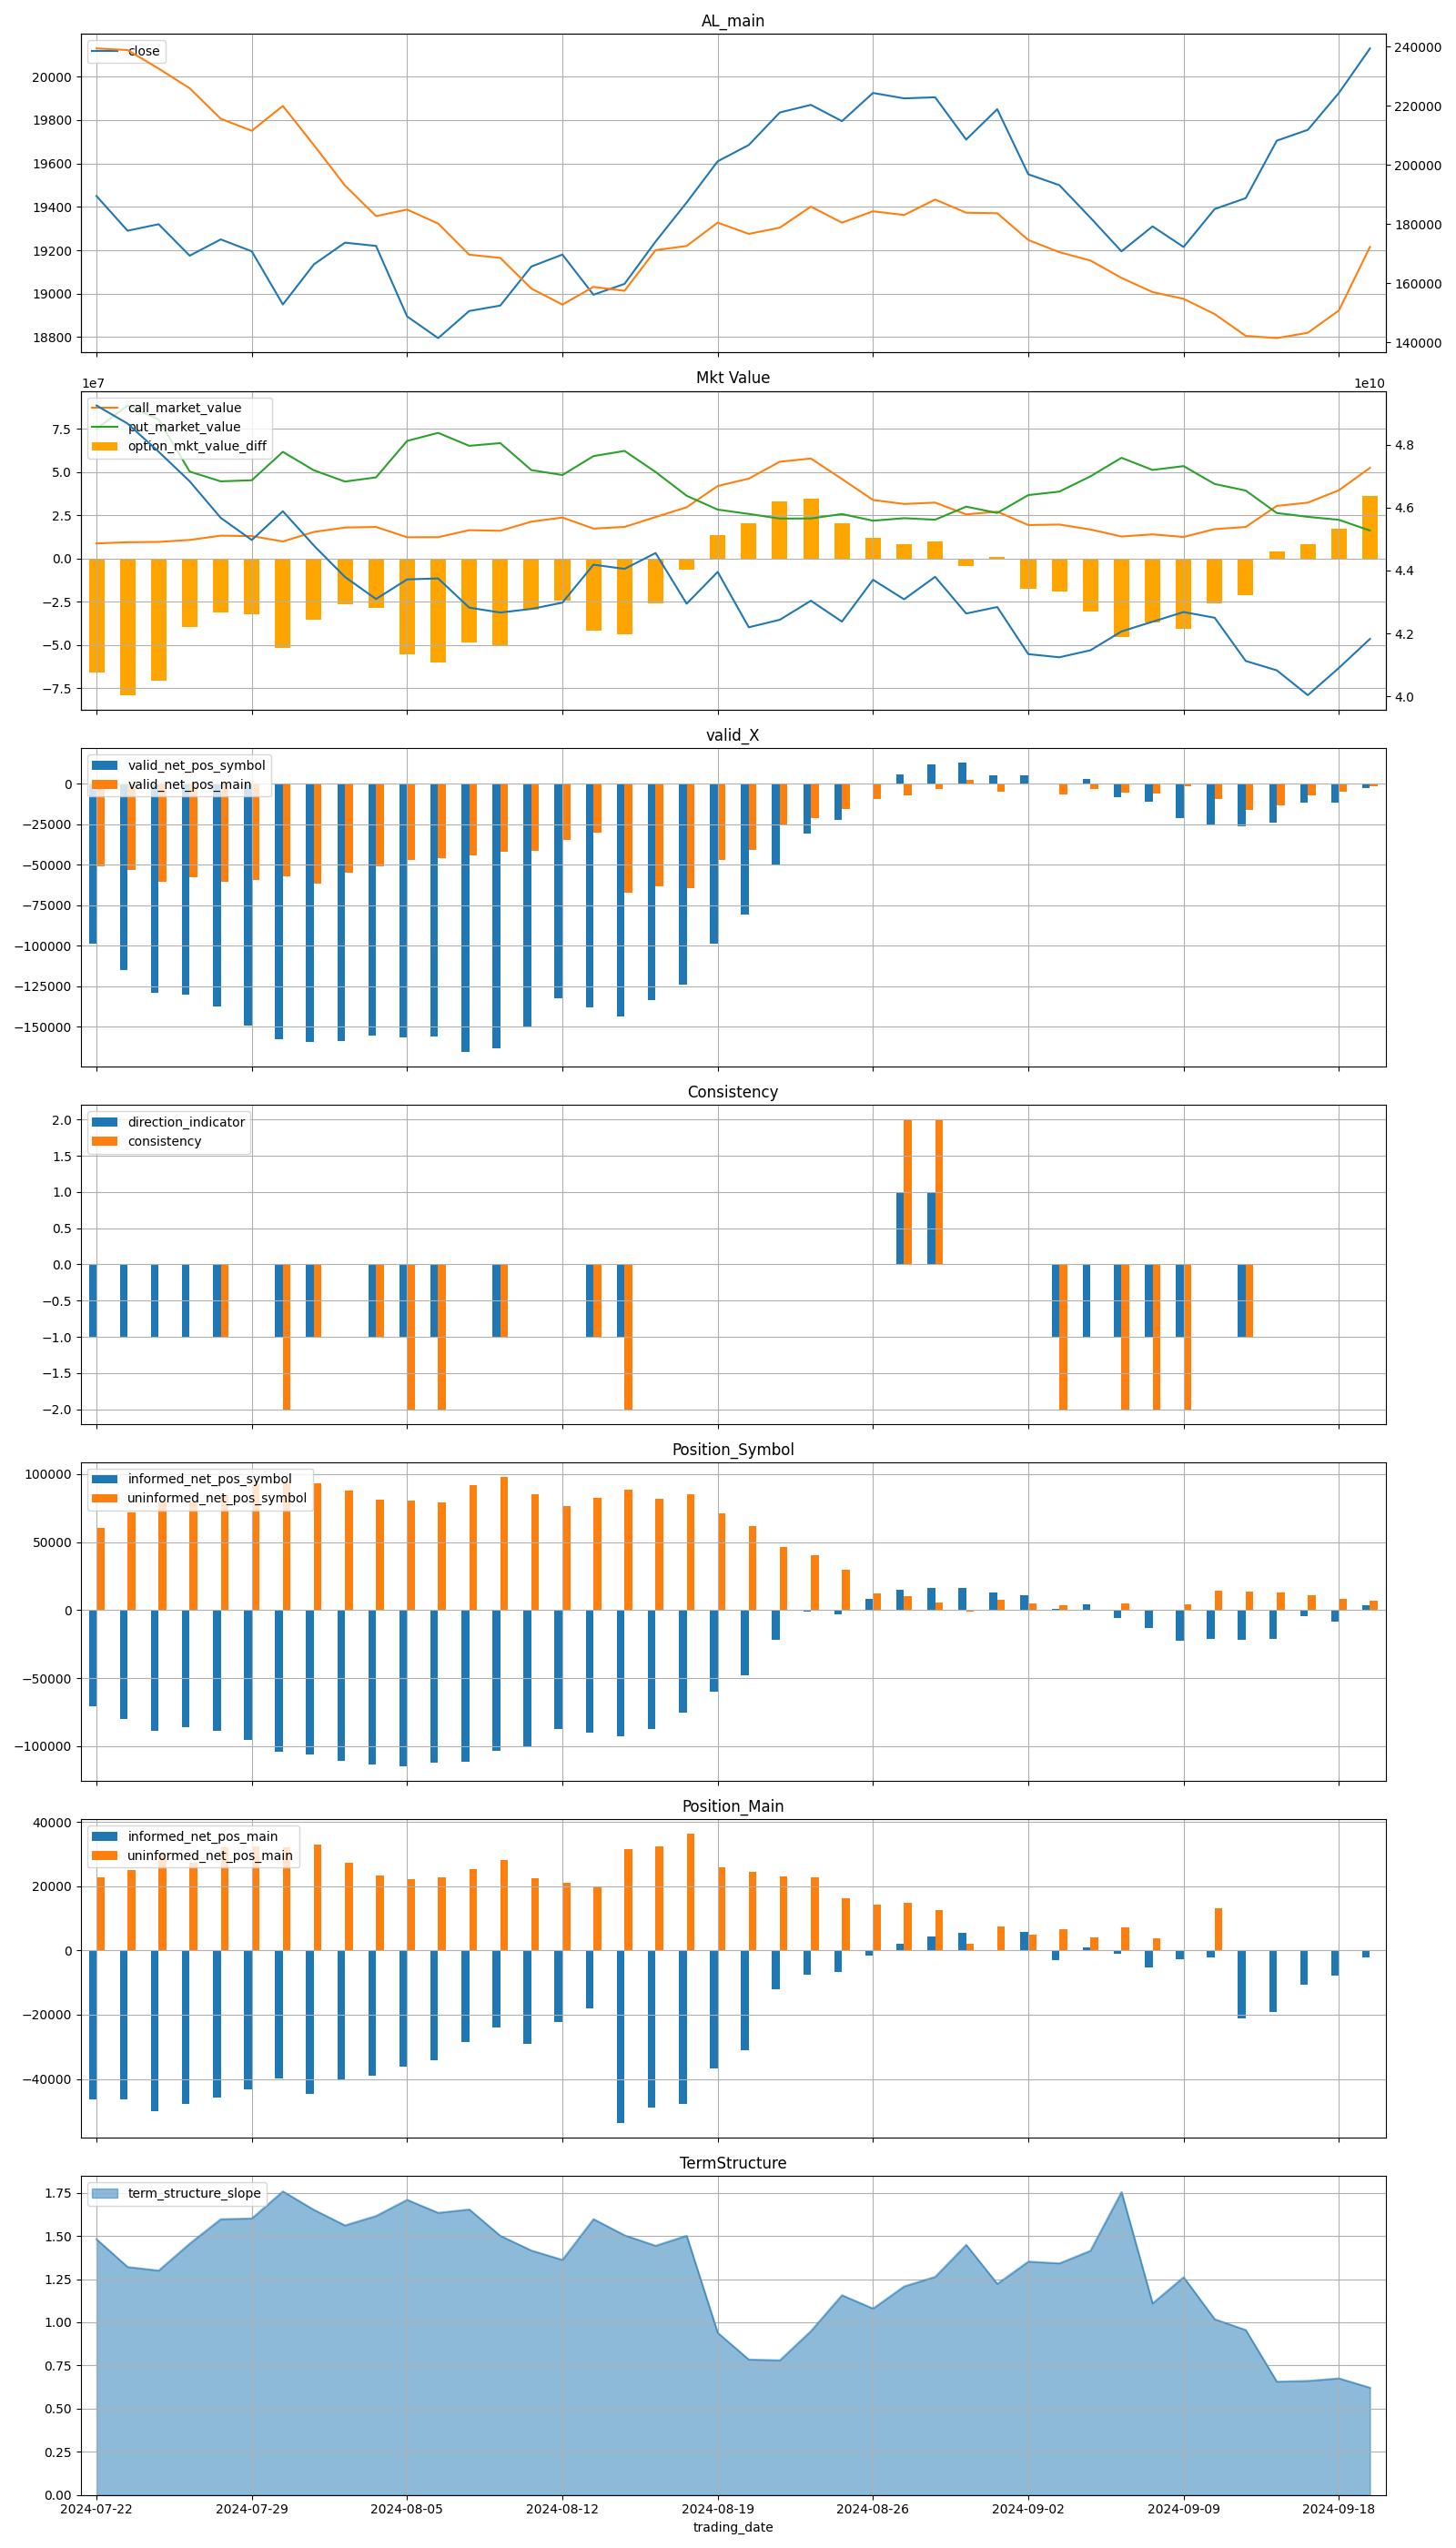 AL_main
close
20000
19800
19600
19400
19200
19000
18800
240000
220000
200000
180000
160000
140000
Mkt Value
1e7
1e10
call_market_value
put_market_value
option_mkt_value_diff
7.5
5.0
2.5
0.0
−2.5
−5.0
−7.5
4.8
4.6
4.4
4.2
4.0
valid_X
valid_net_pos_symbol
valid_net_pos_main
0
−25000
−50000
−75000
−100000
−125000
−150000
Consistency
direction_indicator
consistency
2.0
1.5
1.0
0.5
0.0
−0.5
−1.0
−1.5
−2.0
Position_Symbol
informed_net_pos_symbol
uninformed_net_pos_symbol
100000
50000
0
−50000
−100000
Position_Main
informed_net_pos_main
uninformed_net_pos_main
40000
20000
0
−20000
−40000
TermStructure
term_structure_slope
1.75
1.50
1.25
1.00
0.75
0.50
0.25
0.00
2024-07-22 2024-07-29 2024-08-05 2024-08-12 2024-08-19 2024-08-26 2024-09-02 2024-09-09 2024-09-18
trading_date